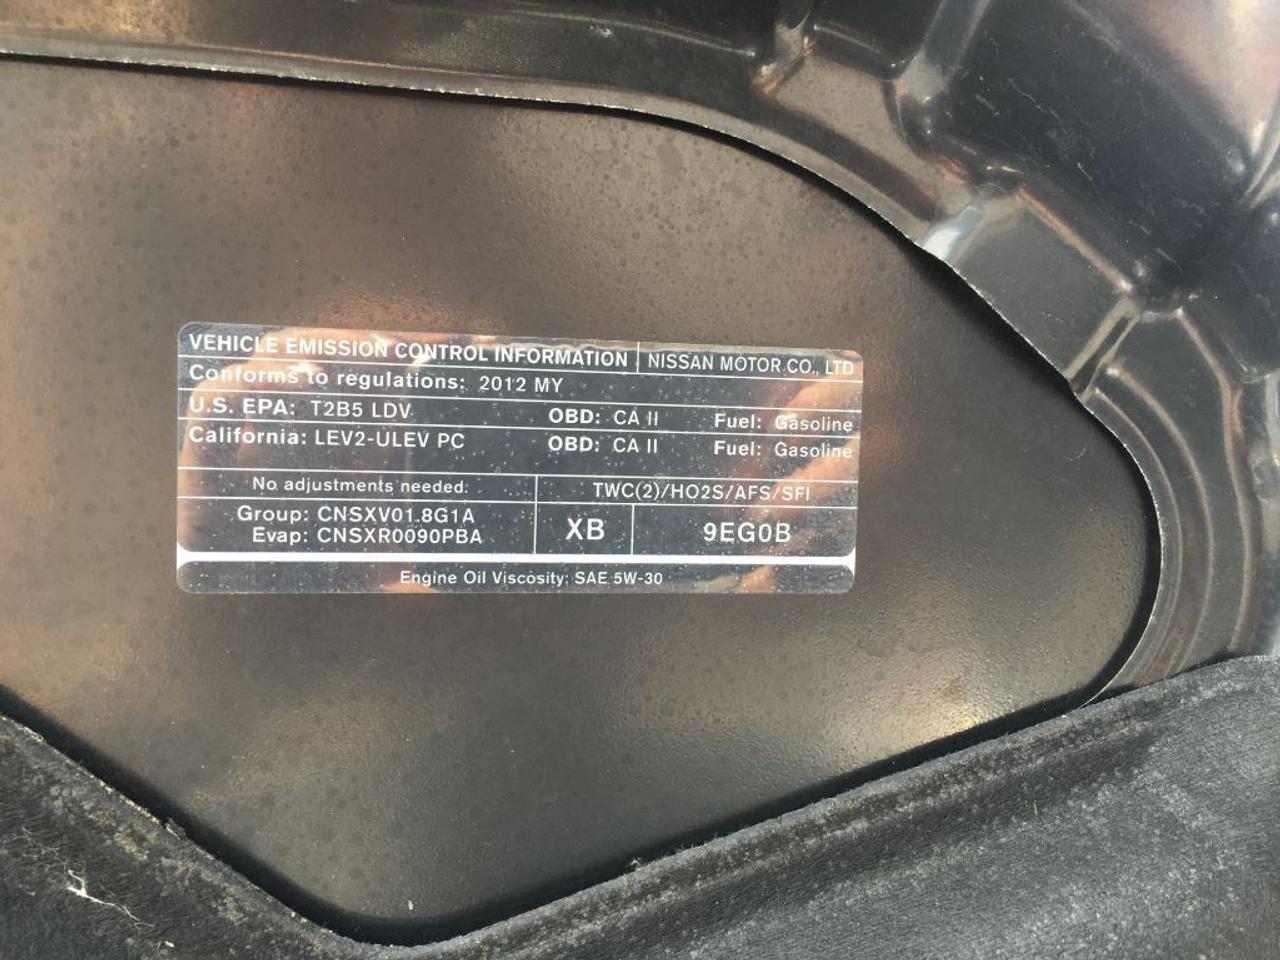 VEHICLE EMISSION CONTROL INFORMATION NISSAN MOTOR CO., LTD
Conforms to regulations: 2012 MY
U.S. EPA: T2B5 LDV OBD: CA II Fuel: Gasoline
California: LEV2-ULEV PC OBD: CA II Fuel: Gasoline
No adjustments needed. TWC(2)/HO2S/AFS/SFI
Group: CNSXV01.8G1A
Evap: CNSXR0090PBA
XB 9EG0B
Engine Oil Viscosity: SAE 5W-30